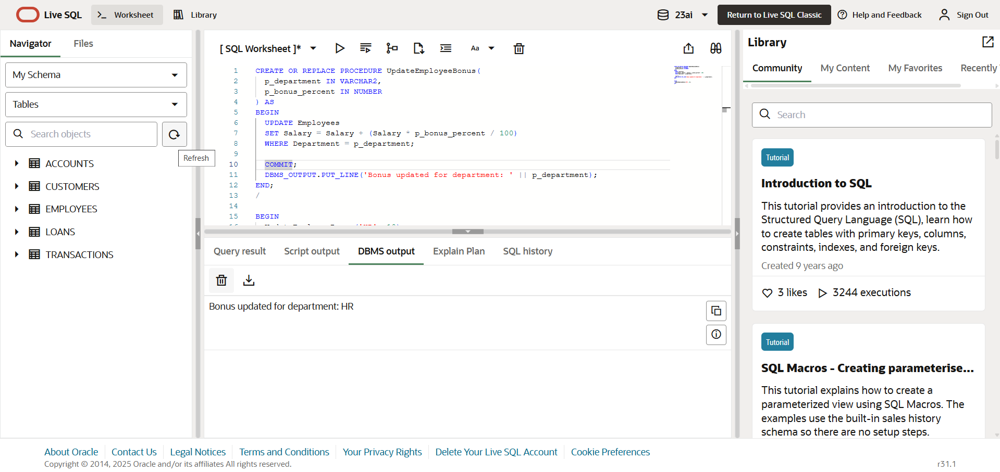 Live SQL
Worksheet
Library
23ai
Return to Live SQL Classic
Help and Feedback
Sign Out
Navigator
Files
My Schema
Tables
Search objects
Refresh
ACCOUNTS
CUSTOMERS
EMPLOYEES
LOANS
TRANSACTIONS
[ SQL Worksheet ]*
Aa
1 CREATE OR REPLACE PROCEDURE UpdateEmployeeBonus(
2 p_department IN VARCHAR2,
3 p_bonus_percent IN NUMBER
4 ) AS
5 BEGIN
6 UPDATE Employees
7 SET Salary = Salary + (Salary * p_bonus_percent / 100)
8 WHERE Department = p_department;
9
10 COMMIT;
11 DBMS_OUTPUT.PUT_LINE('Bonus updated for department: ' || p_department);
12 END;
13 /
14
15 BEGIN
Query result
Script output
DBMS output
Explain Plan
SQL history
Bonus updated for department: HR
Library
Community
My Content
My Favorites
Recently
Search
Tutorial
Introduction to SQL
This tutorial provides an introduction to the
Structured Query Language (SQL), learn how
to create tables with primary keys, columns,
constraints, indexes, and foreign keys.
Created 9 years ago
3 likes
3244 executions
Tutorial
SQL Macros - Creating parameterise...
This tutorial explains how to create a
parameterized view using SQL Macros. The
examples use the built-in sales history
schema so there are no setup steps.
About Oracle
Contact Us
Legal Notices
Terms and Conditions
Your Privacy Rights
Delete Your Live SQL Account
Cookie Preferences
Copyright © 2014, 2025 Oracle and/or its affiliates All rights reserved.
r31.1